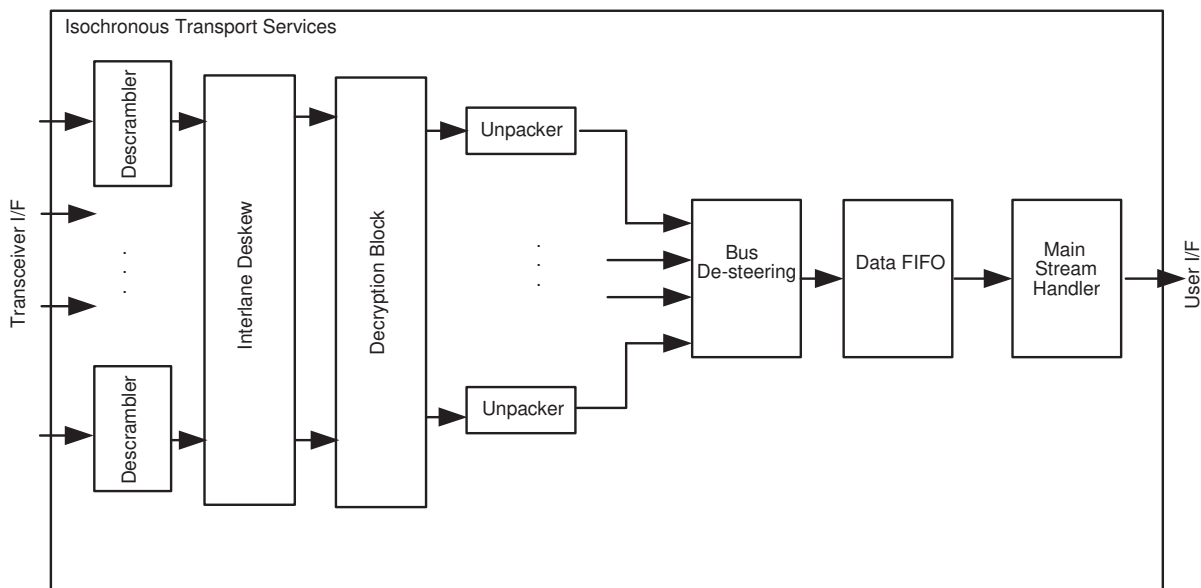 Isochronous Transport Services
Transceiver I/F
Descrambler
Descrambler
Interlane Deskew
Decryption Block
Unpacker
Unpacker
Bus
De-steering
Data FIFO
Main
Stream
Handler
User I/F